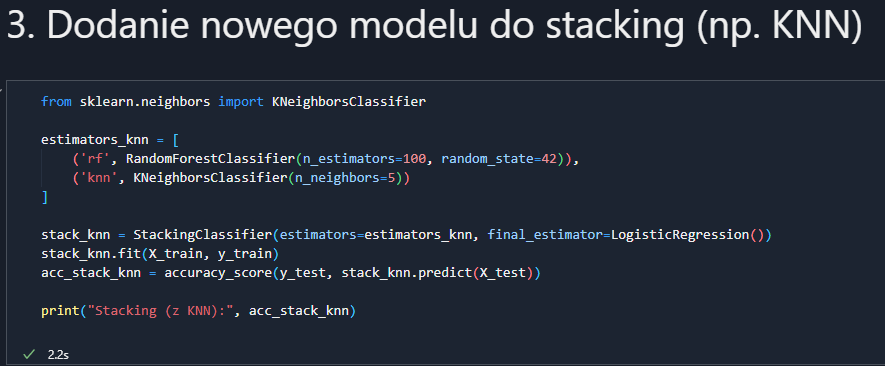 3. Dodanie nowego modelu do stacking (np. KNN)
from sklearn.neighbors import KNeighborsClassifier
estimators_knn = [
('rf', RandomForestClassifier(n_estimators=100, random_state=42)),
('knn', KNeighborsClassifier(n_neighbors=5))
]
stack_knn = StackingClassifier(estimators=estimators_knn, final_estimator=LogisticRegression())
stack_knn.fit(X_train, y_train)
acc_stack_knn = accuracy_score(y_test, stack_knn.predict(X_test))
print("Stacking (z KNN):", acc_stack_knn)
2.2s